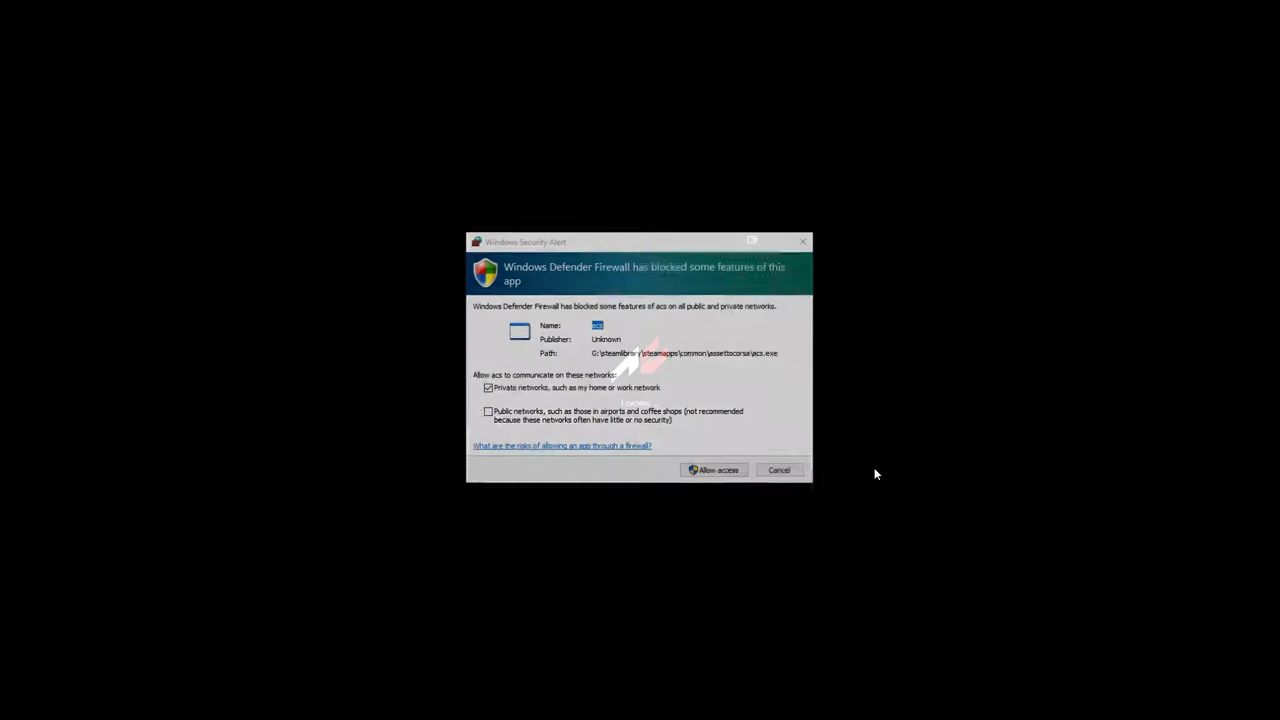 Windows Security Alert
Windows Defender Firewall has blocked some features of this
app
Windows Defender Firewall has blocked some features of acs on all public and private networks.
Name: acs
Publisher: Unknown
Path: G:\steamlibrary\steamapps\common\assettocorsa\acs.exe
LOADING ...
Allow acs to communicate on these networks:
Private networks, such as my home or work network
Public networks, such as those in airports and coffee shops (not recommended
because these networks often have little or no security)
What are the risks of allowing an app through a firewall?
Allow access Cancel